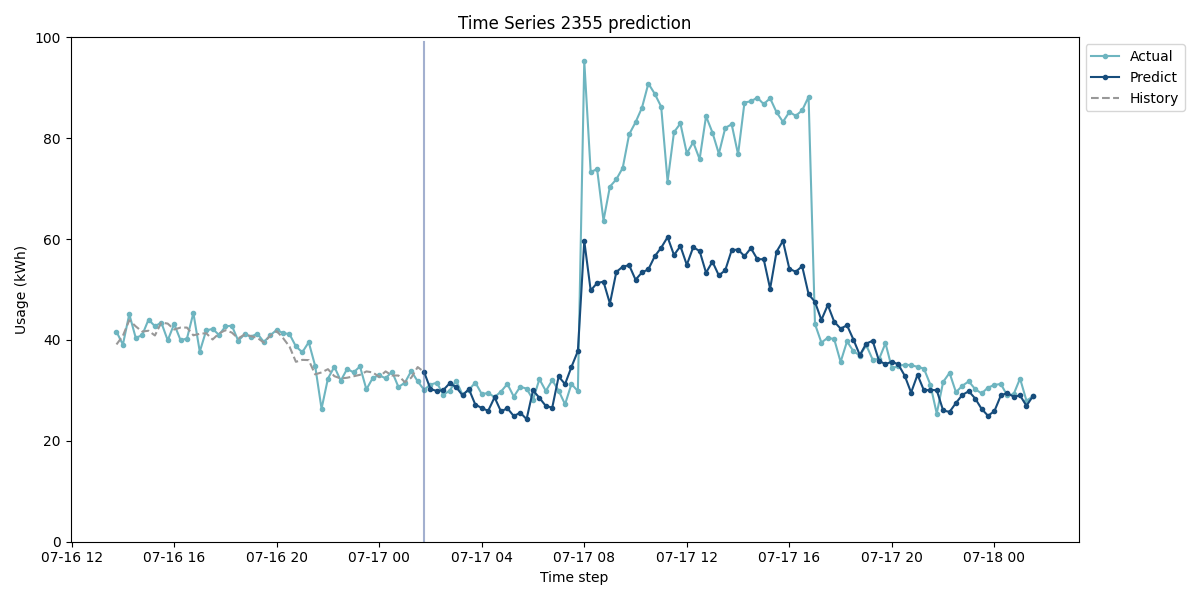 Time Series 2355 prediction
Usage (kWh)
100
80
60
40
20
0
07-16 12
07-16 16
07-16 20
07-17 00
07-17 04
07-17 08
07-17 12
07-17 16
07-17 20
07-18 00
Time step
Actual
Predict
History